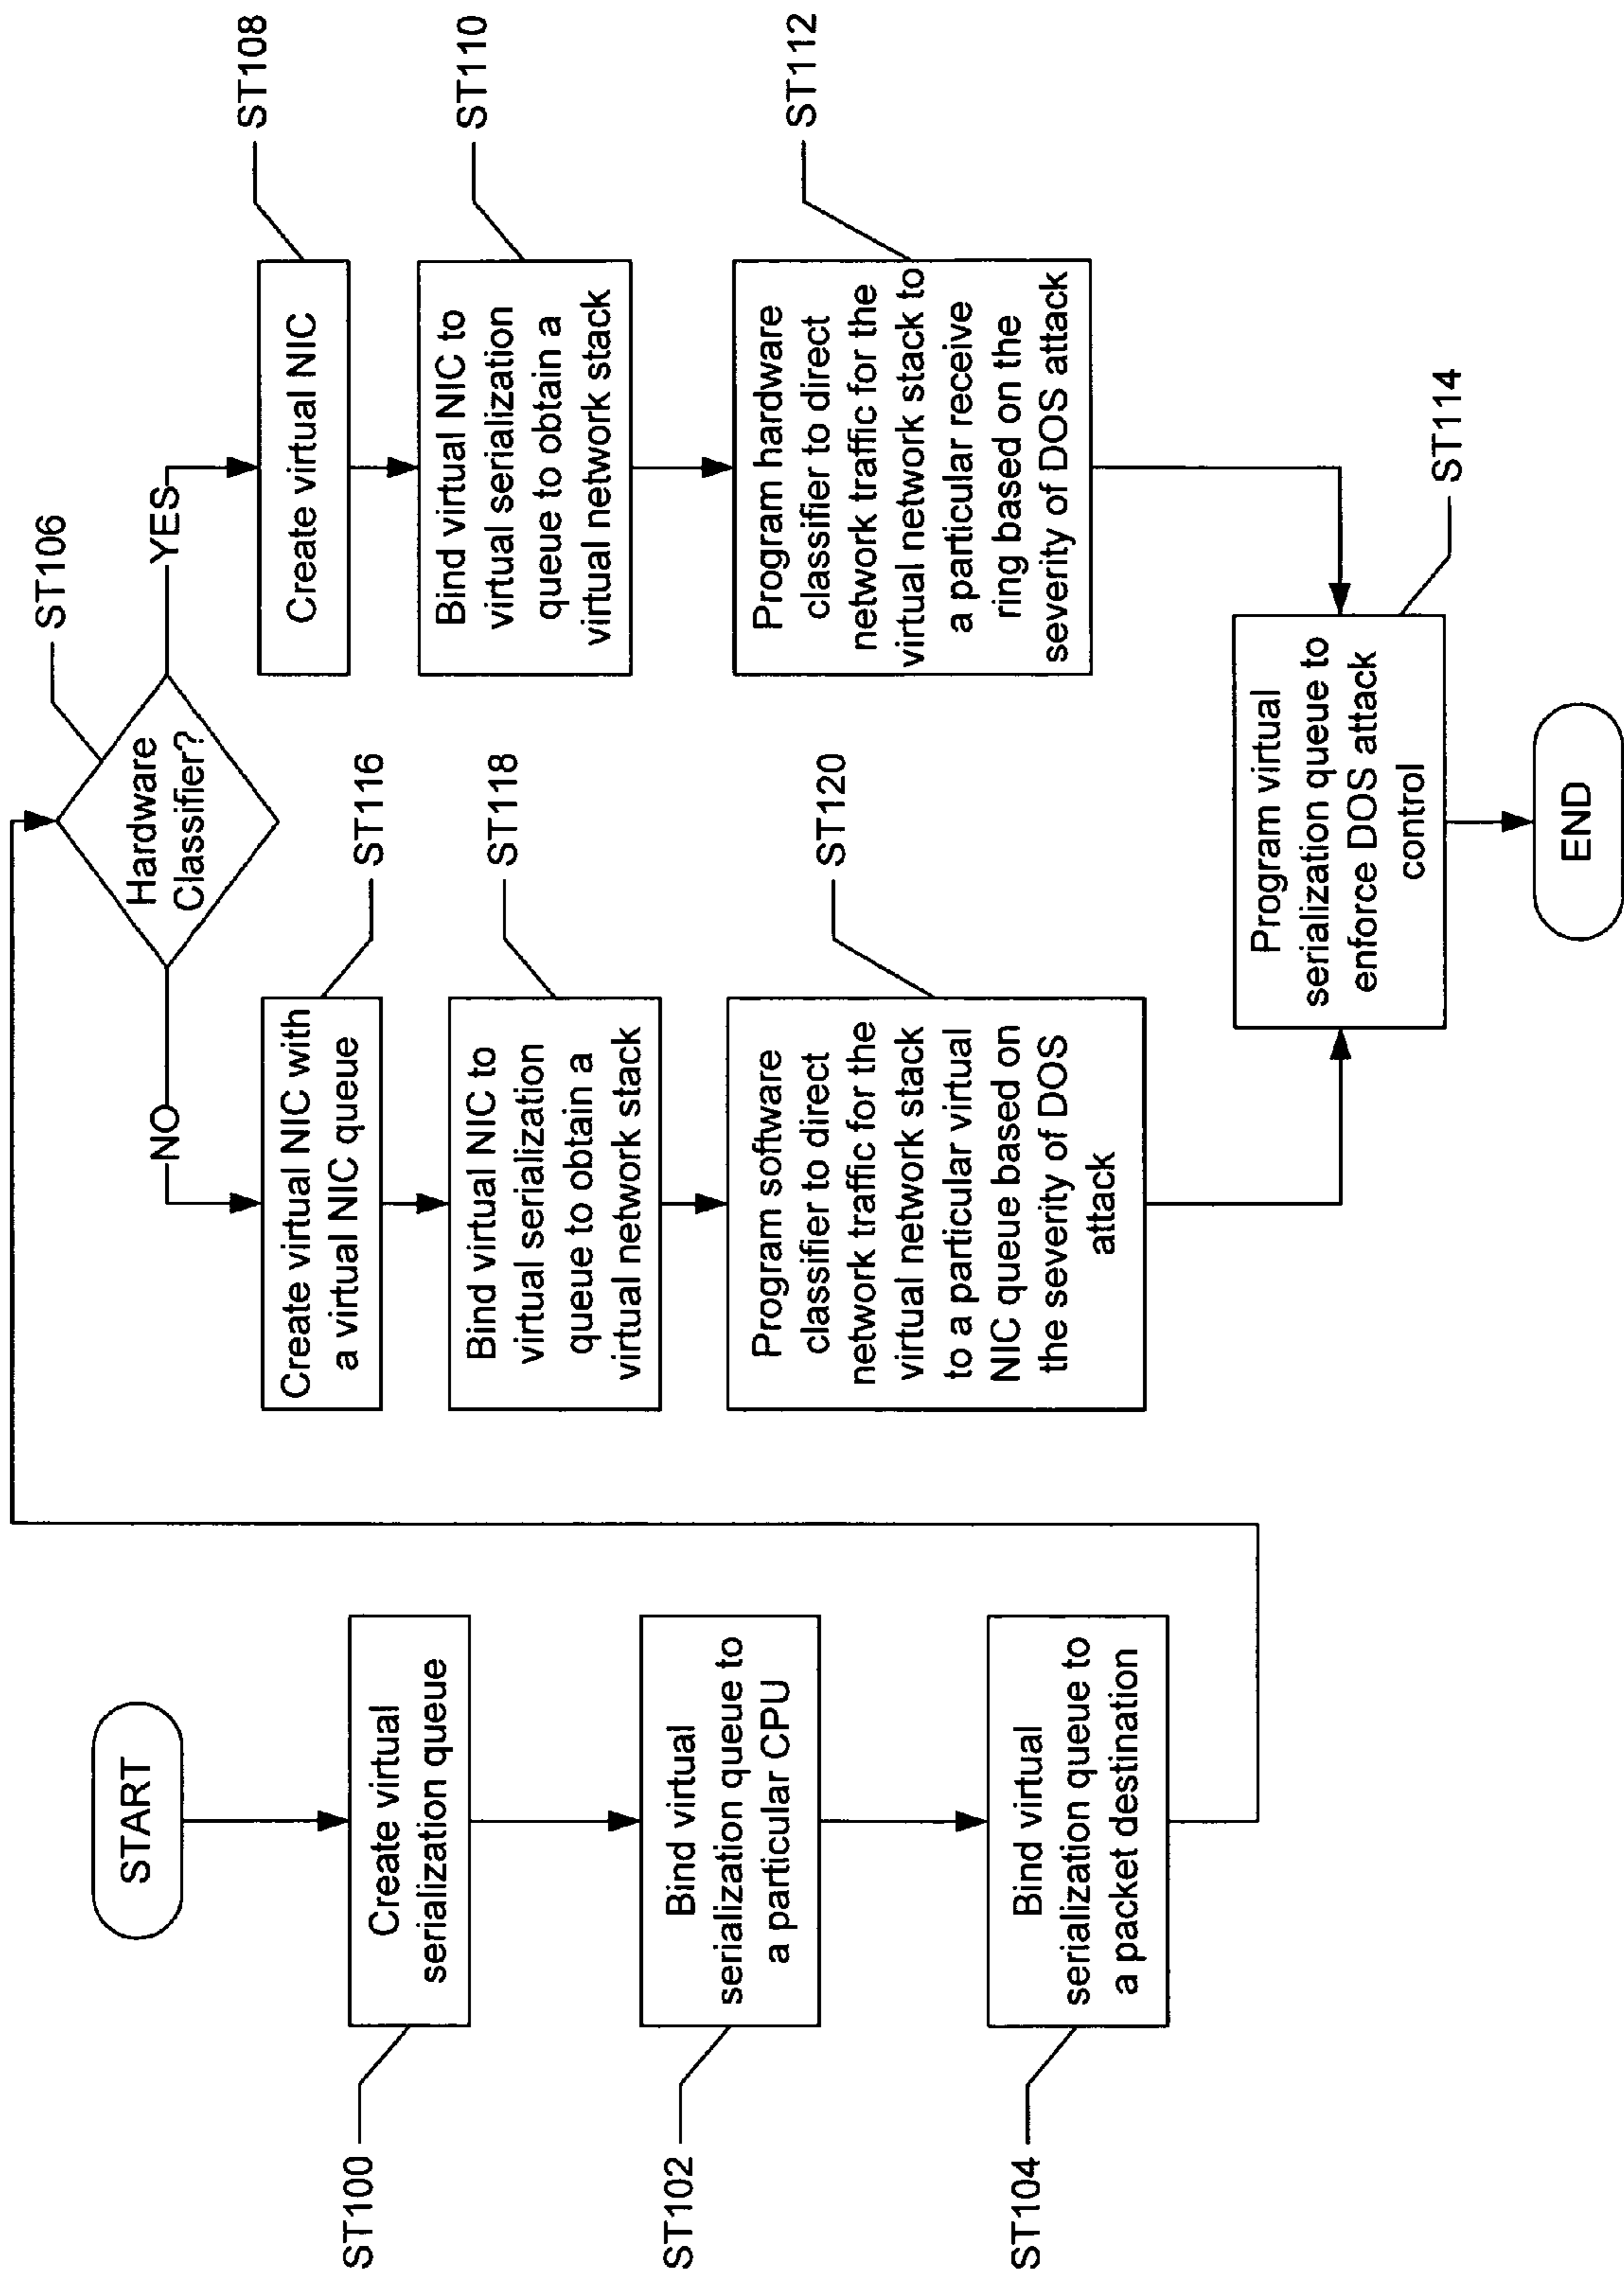 START
ST100
Create virtual
serialization queue
ST102
Bind virtual
serialization queue to
a particular CPU
ST104
Bind virtual
serialization queue to
a packet destination
ST106
Hardware
Classifier?
NO
YES
Create virtual NIC with
a virtual NIC queue
ST116
Bind virtual NIC to
virtual serialization
queue to obtain a
virtual network stack
ST118
Program software
classifier to direct
network traffic for the
virtual network stack
to a particular virtual
NIC queue based on
the severity of DOS
attack
ST120
Create virtual NIC
ST108
Bind virtual NIC to
virtual serialization
queue to obtain a
virtual network stack
ST110
Program hardware
classifier to direct
network traffic for the
virtual network stack to
a particular receive
ring based on the
severity of DOS attack
ST112
Program virtual
serialization queue to
enforce DOS attack
control
ST114
END